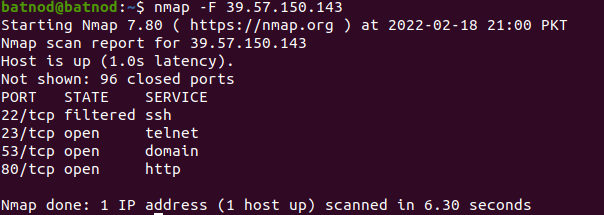 batnod@batnod:~$ nmap -F 39.57.150.143
Starting Nmap 7.80 ( https://nmap.org ) at 2022-02-18 21:00 PKT
Nmap scan report for 39.57.150.143
Host is up (1.0s latency).
Not shown: 96 closed ports
PORT   STATE    SERVICE
22/tcp filtered ssh
23/tcp open     telnet
53/tcp open     domain
80/tcp open     http
Nmap done: 1 IP address (1 host up) scanned in 6.30 seconds